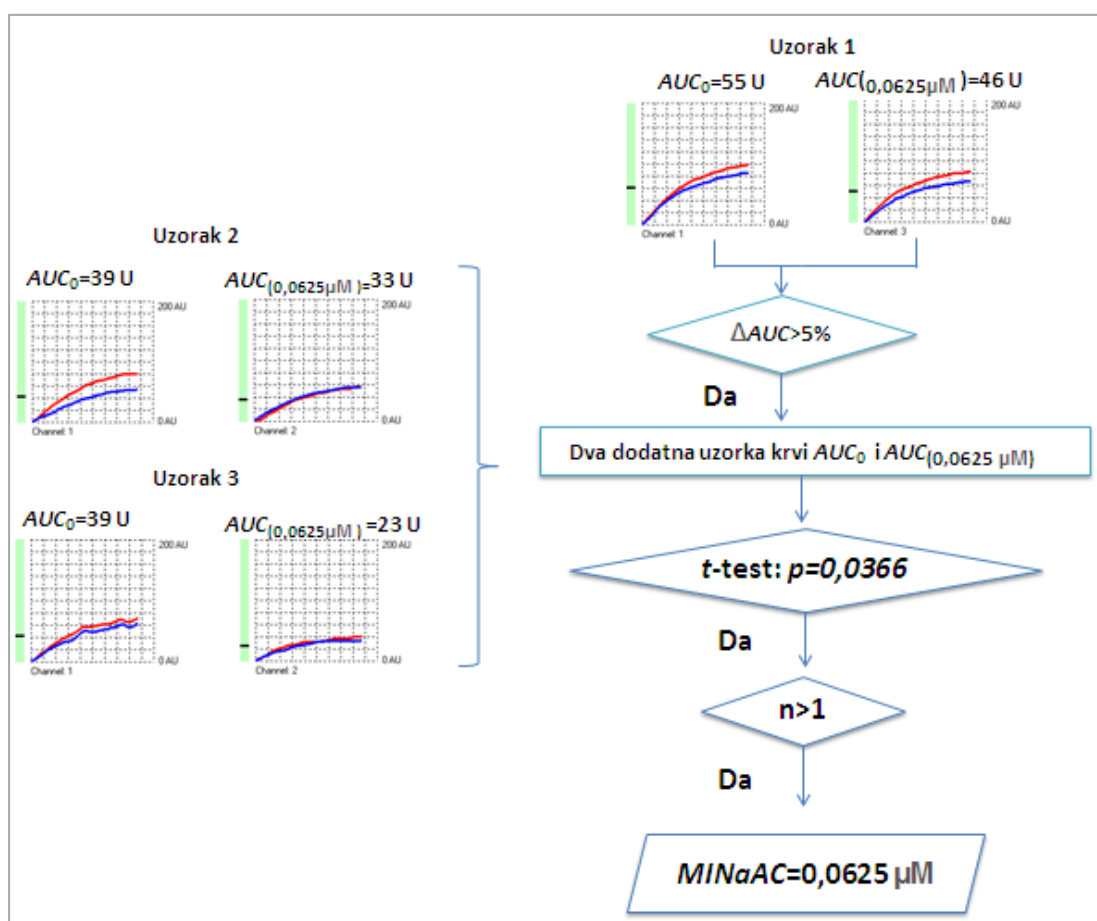 Uzorak 1
AUC₀=55 U
AUC(0,0625µM)=46 U
200 AU
0 AU
Channel: 1
200 AU
0 AU
Channel: 3
ΔAUC>5%
Da
Dva dodatna uzorka krvi AUC₀ i AUC(0,0625 µM)
t-test: p=0,0366
Da
n>1
Da
MINaAC=0,0625 µM
Uzorak 2
AUC₀=39 U
AUC(0,0625µM)=33 U
200 AU
0 AU
Channel: 1
200 AU
0 AU
Channel: 2
Uzorak 3
AUC₀=39 U
AUC(0,0625µM) =23 U
200 AU
0 AU
Channel: 1
200 AU
0 AU
Channel: 2